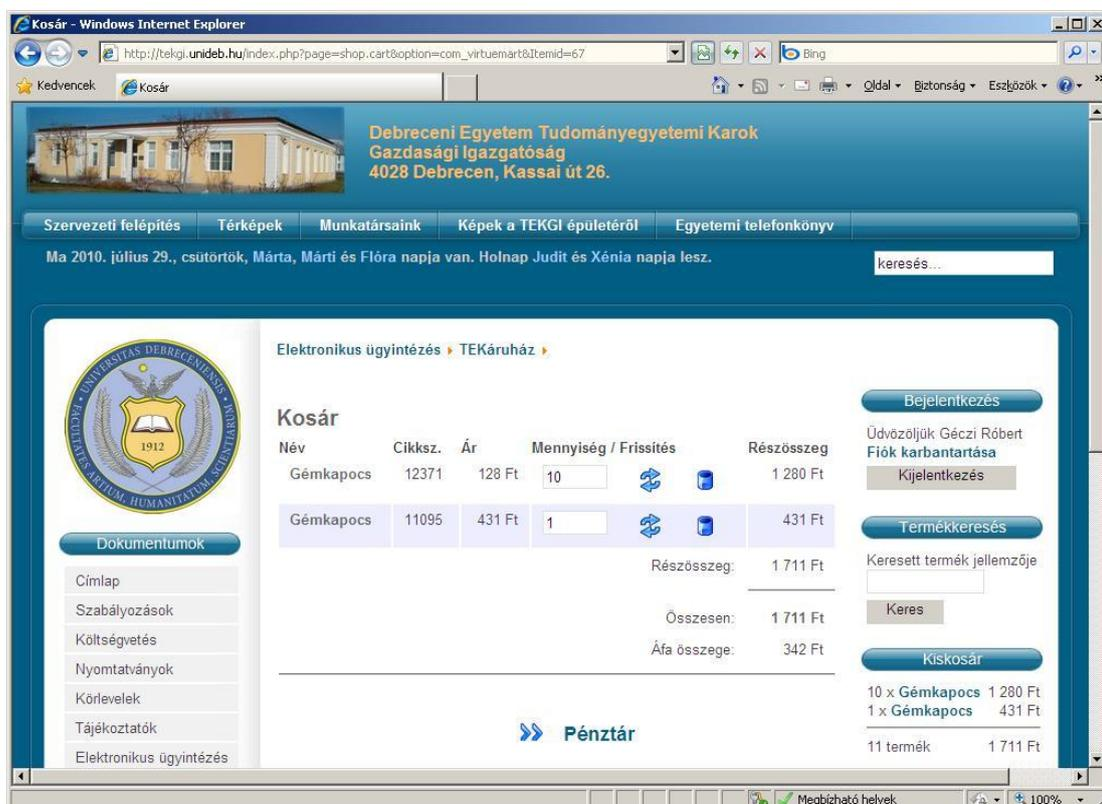 Kosár - Windows Internet Explorer
http://tekgi.unideb.hu/index.php?page=shop.cart&option=com_virtuemart&Itemid=67
Bing
Kedvencek
Kosár
Oldal
Biztonság
Eszközök
»
Debreceni Egyetem Tudományegyetemi Karok
Gazdasági Igazgatóság
4028 Debrecen, Kassai út 26.
Szervezeti felépítés Térképek Munkatársaink Képek a TEKGI épületéről Egyetemi telefonkönyv
Ma 2010. július 29., csütörtök, Márta, Márti és Flóra napja van. Holnap Judit és Xénia napja lesz.
keresés...
UNIVERSITAS DEBRECENIENSIS
FACULTATES ARTIUM, HUMANITATUM, SCIENTIARUM
1912
Dokumentumok
Címlap
Szabályozások
Költségvetés
Nyomtatványok
Körlevelek
Tájékoztatók
Elektronikus ügyintézés
Elektronikus ügyintézés TEKáruház
Kosár
Név Cikksz. Ár Mennyiség / Frissítés Részösszeg
Gémkapocs 12371 128 Ft 10 1 280 Ft
Gémkapocs 11095 431 Ft 1 431 Ft
Részösszeg: 1 711 Ft
Összesen: 1 711 Ft
Áfa összege: 342 Ft
Pénztár
Bejelentkezés
Üdvözöljük Géczi Róbert
Fiók karbantartása
Kijelentkezés
Termékkeresés
Keresett termék jellemzője
Keres
Kiskosár
10 x Gémkapocs 1 280 Ft
1 x Gémkapocs 431 Ft
11 termék 1 711 Ft
Megbízható helyek
100%